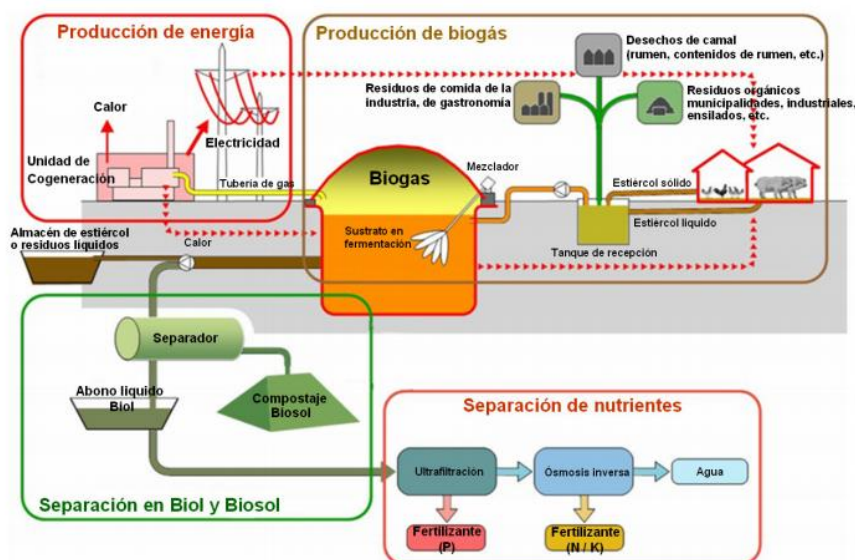 Producción de energía
Calor
Electricidad
Unidad de
Cogeneración
Tubería de gas
Calor
Almacén de estiércol
o residuos líquidos
Producción de biogás
Desechos de camal
(rumen, contenidos de rumen, etc.)
Residuos de comida de la
industria, de gastronomía
Residuos orgánicos
municipalidades, industriales,
ensilados, etc.
Mezclador
Biogas
Sustrato en
fermentación
Estiércol sólido
Estiércol líquido
Tanque de recepción
Separador
Abono liquido
Biol
Compostaje
Biosol
Separación en Biol y Biosol
Separación de nutrientes
Ultrafiltración
Ósmosis inversa
Agua
Fertilizante
(P)
Fertilizante
(N / K)